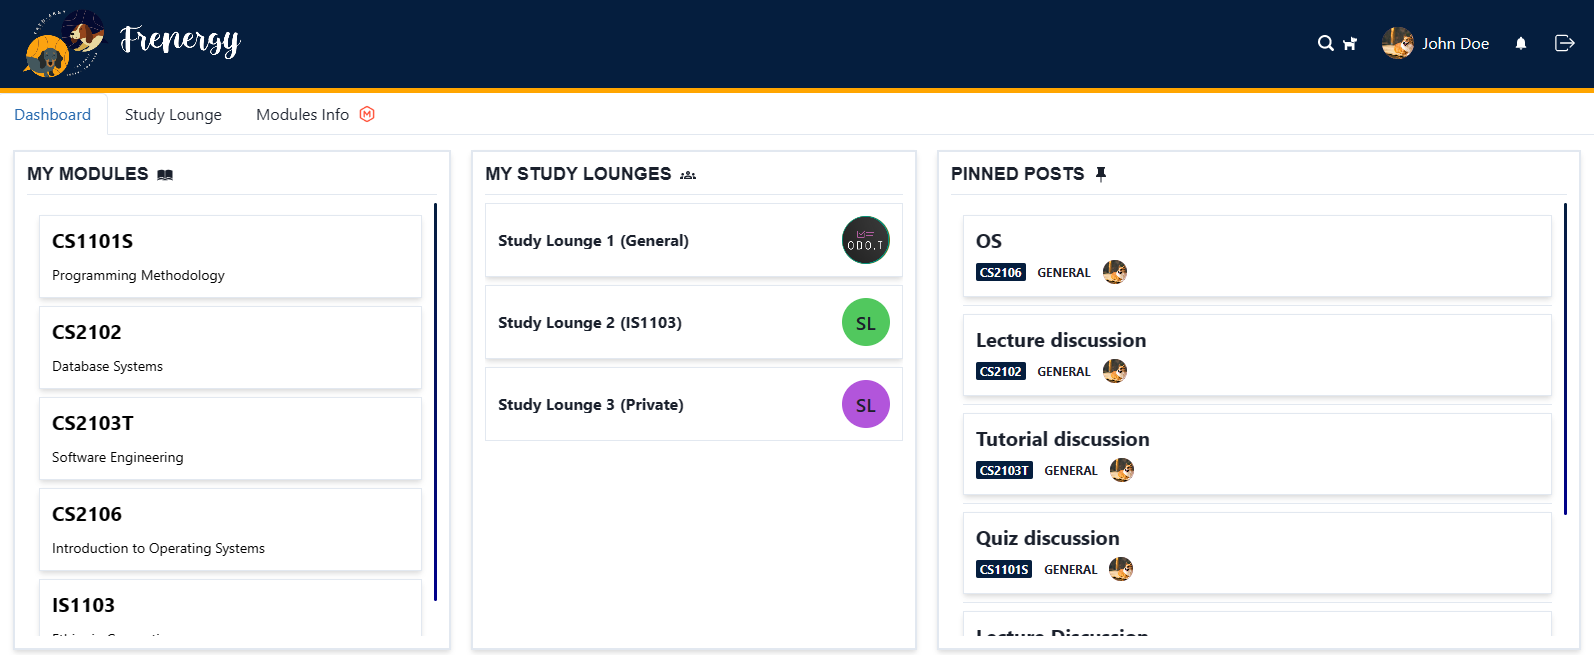 Frenergy
John Doe
Dashboard
Study Lounge
Modules Info
MY MODULES
CS1101S
Programming Methodology
CS2102
Database Systems
CS2103T
Software Engineering
CS2106
Introduction to Operating Systems
IS1103
MY STUDY LOUNGES
Study Lounge 1 (General)
ODO.T
Study Lounge 2 (IS1103)
SL
Study Lounge 3 (Private)
SL
PINNED POSTS
OS
CS2106 GENERAL
Lecture discussion
CS2102 GENERAL
Tutorial discussion
CS2103T GENERAL
Quiz discussion
CS1101S GENERAL
Lecture Discussion